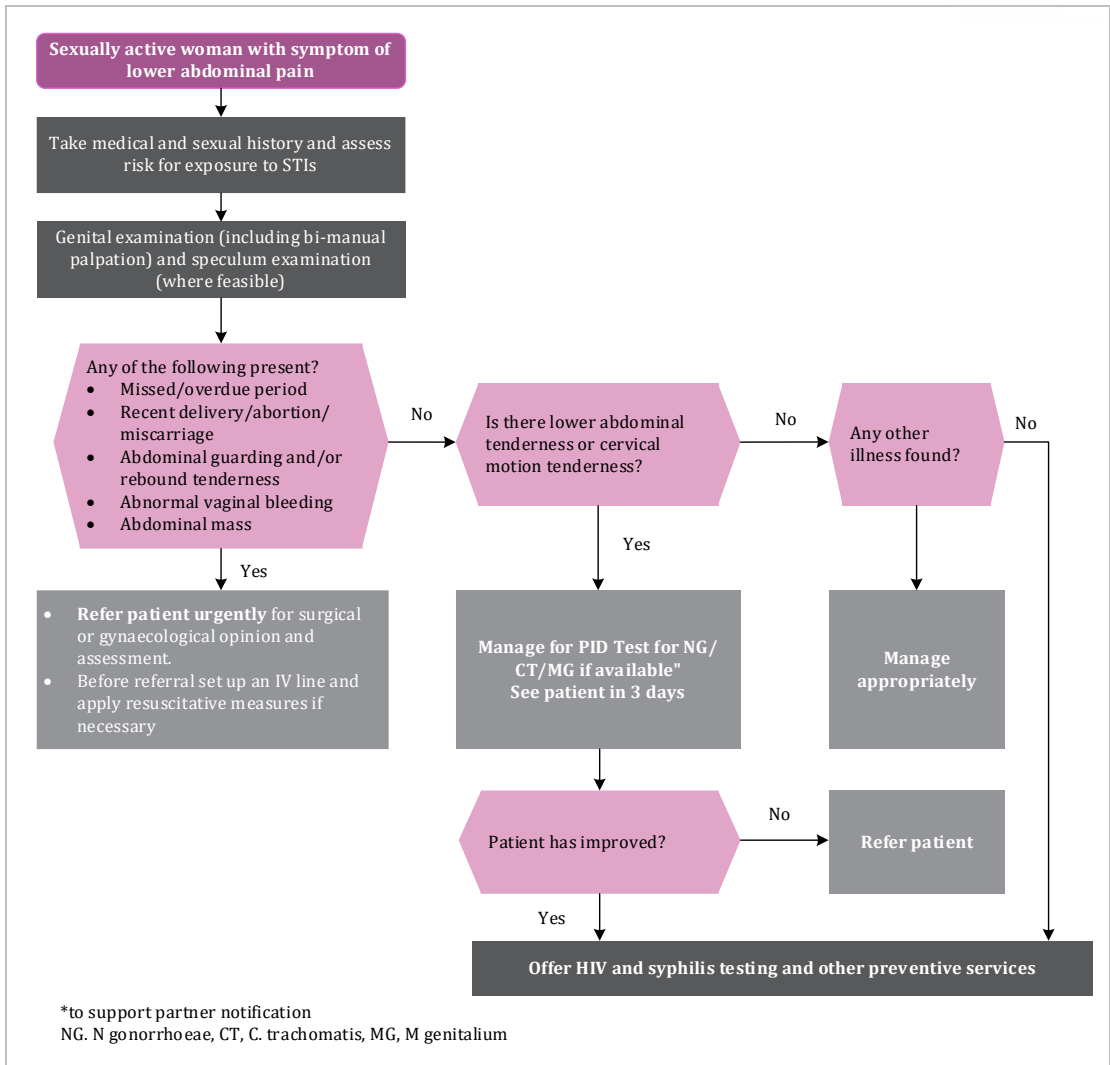 Sexually active woman with symptom of
lower abdominal pain
Take medical and sexual history and assess
risk for exposure to STIs
Genital examination (including bi-manual
palpation) and speculum examination
(where feasible)
Any of the following present?
• Missed/overdue period
• Recent delivery/abortion/
miscarriage
• Abdominal guarding and/or
rebound tenderness
• Abnormal vaginal bleeding
• Abdominal mass
No
Is there lower abdominal
tenderness or cervical
motion tenderness?
No
Any other
illness found?
No
Yes
Yes
• Refer patient urgently for surgical
or gynaecological opinion and
assessment.
• Before referral set up an IV line and
apply resuscitative measures if
necessary
Manage for PID Test for NG/
CT/MG if available"
See patient in 3 days
Manage
appropriately
Patient has improved?
No
Refer patient
Yes
Offer HIV and syphilis testing and other preventive services
*to support partner notification
NG. N gonorrhoeae, CT, C. trachomatis, MG, M genitalium